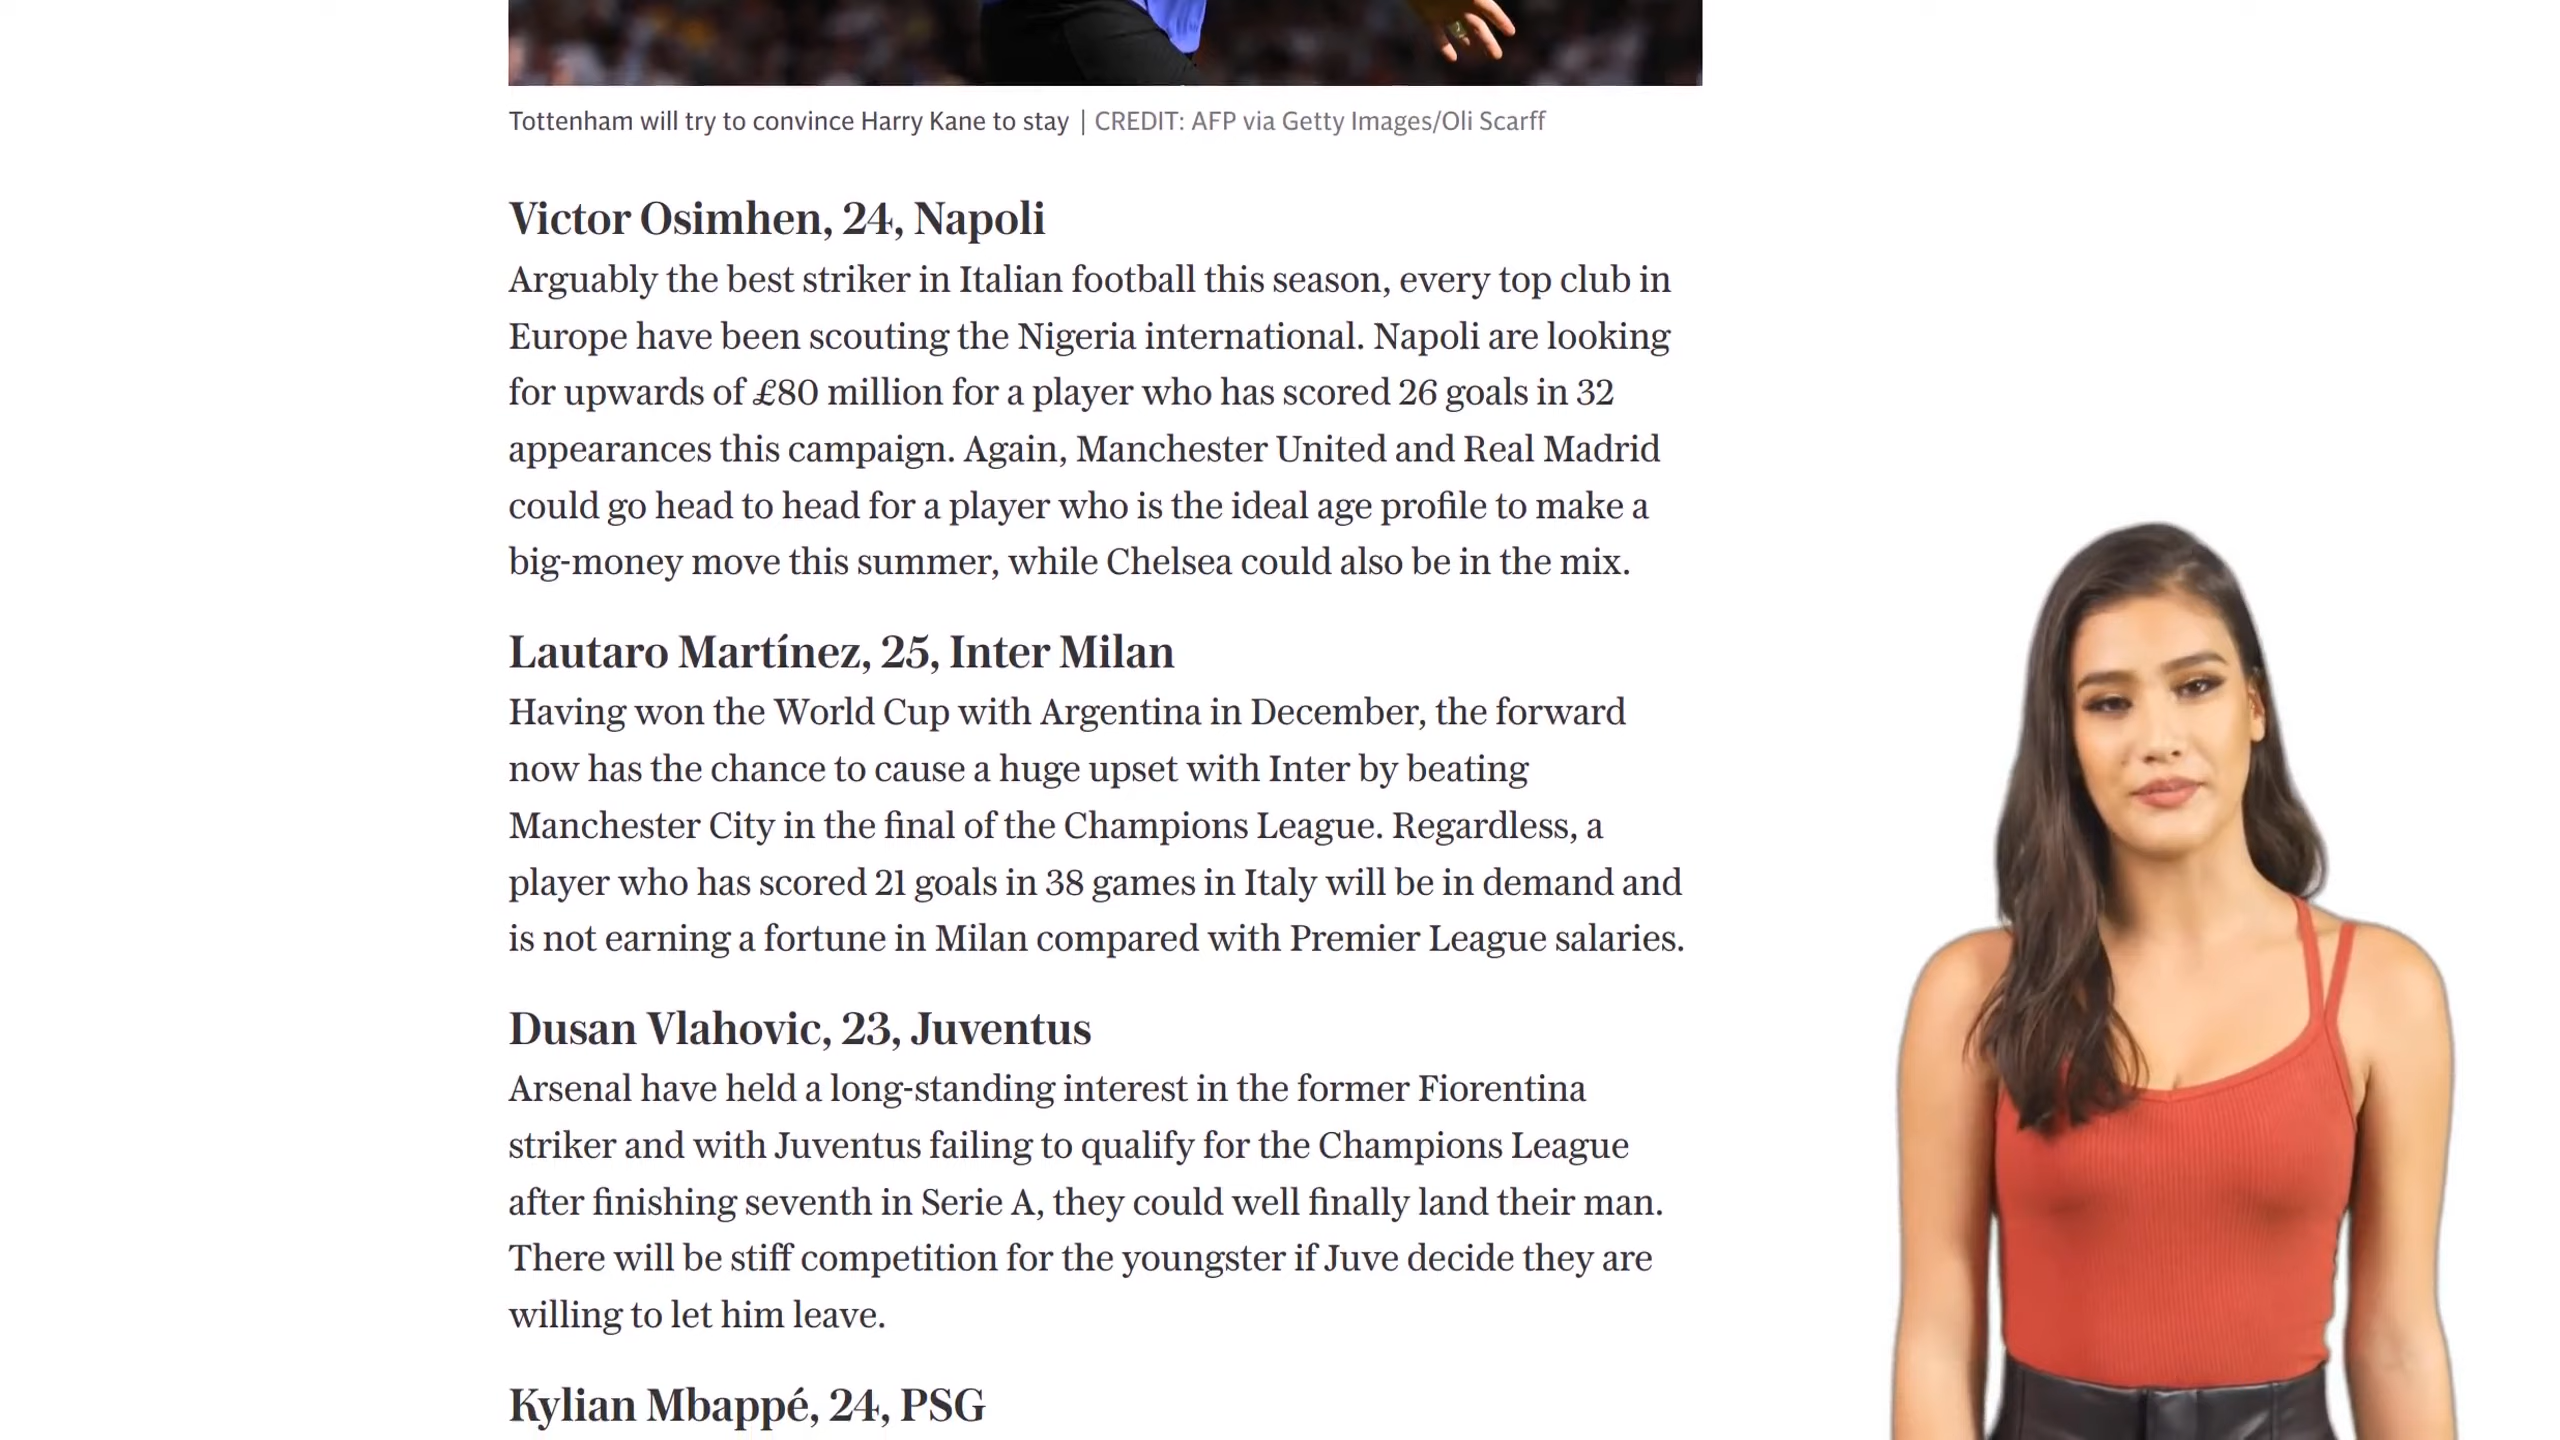 Tottenham will try to convince Harry Kane to stay | CREDIT: AFP via Getty Images/Oli Scarff
Victor Osimhen, 24, Napoli
Arguably the best striker in Italian football this season, every top club in
Europe have been scouting the Nigeria international. Napoli are looking
for upwards of £80 million for a player who has scored 26 goals in 32
appearances this campaign. Again, Manchester United and Real Madrid
could go head to head for a player who is the ideal age profile to make a
big-money move this summer, while Chelsea could also be in the mix.
Lautaro Martínez, 25, Inter Milan
Having won the World Cup with Argentina in December, the forward
now has the chance to cause a huge upset with Inter by beating
Manchester City in the final of the Champions League. Regardless, a
player who has scored 21 goals in 38 games in Italy will be in demand and
is not earning a fortune in Milan compared with Premier League salaries.
Dusan Vlahovic, 23, Juventus
Arsenal have held a long-standing interest in the former Fiorentina
striker and with Juventus failing to qualify for the Champions League
after finishing seventh in Serie A, they could well finally land their man.
There will be stiff competition for the youngster if Juve decide they are
willing to let him leave.
Kylian Mbappé, 24, PSG